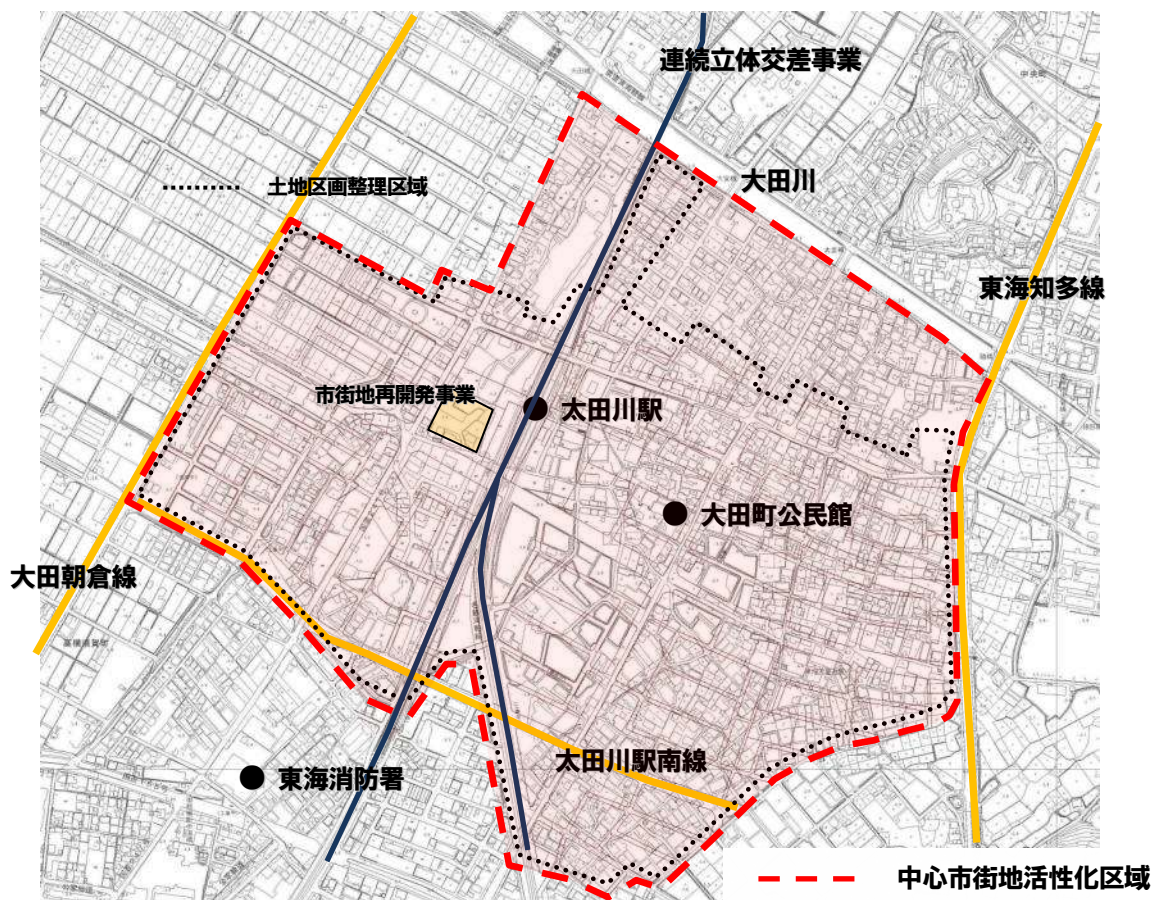 連続立体交差事業
中央町
大田川
土地区画整理区域
東海知多線
市街地再開発事業
太田川駅
大田町公民館
大田朝倉線
太田川駅南線
東海消防署
中心市街地活性化区域